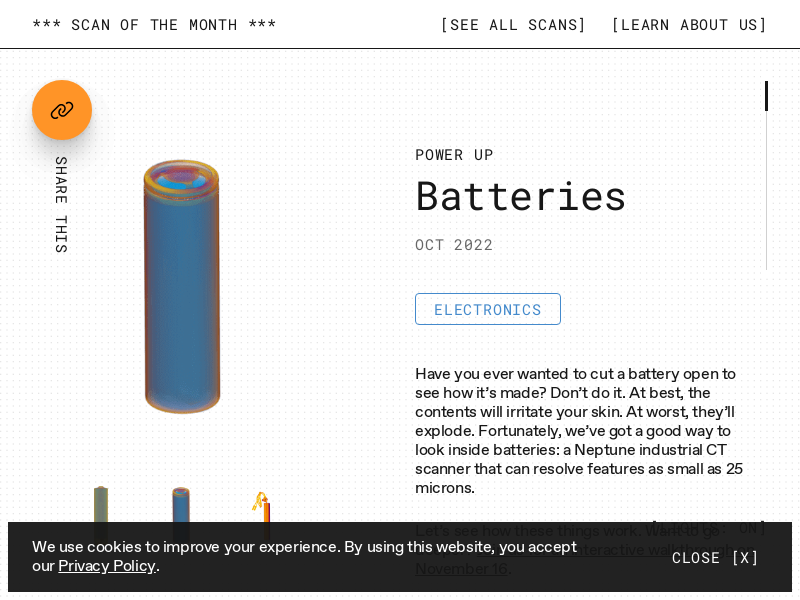 *** SCAN OF THE MONTH ***
[SEE ALL SCANS]
[LEARN ABOUT US]
SHARE THIS
POWER UP
Batteries
OCT 2022
ELECTRONICS
Have you ever wanted to cut a battery open to
see how it's made? Don't do it. At best, the
contents will irritate your skin. At worst, they'll
explode. Fortunately, we've got a good way to
look inside batteries: a Neptune industrial CT
scanner that can resolve features as small as 25
microns.
Let's see how these things work. Want to go
interactive walkthrough
November 16.
We use cookies to improve your experience. By using this website, you accept
our Privacy Policy.
CLOSE [X]